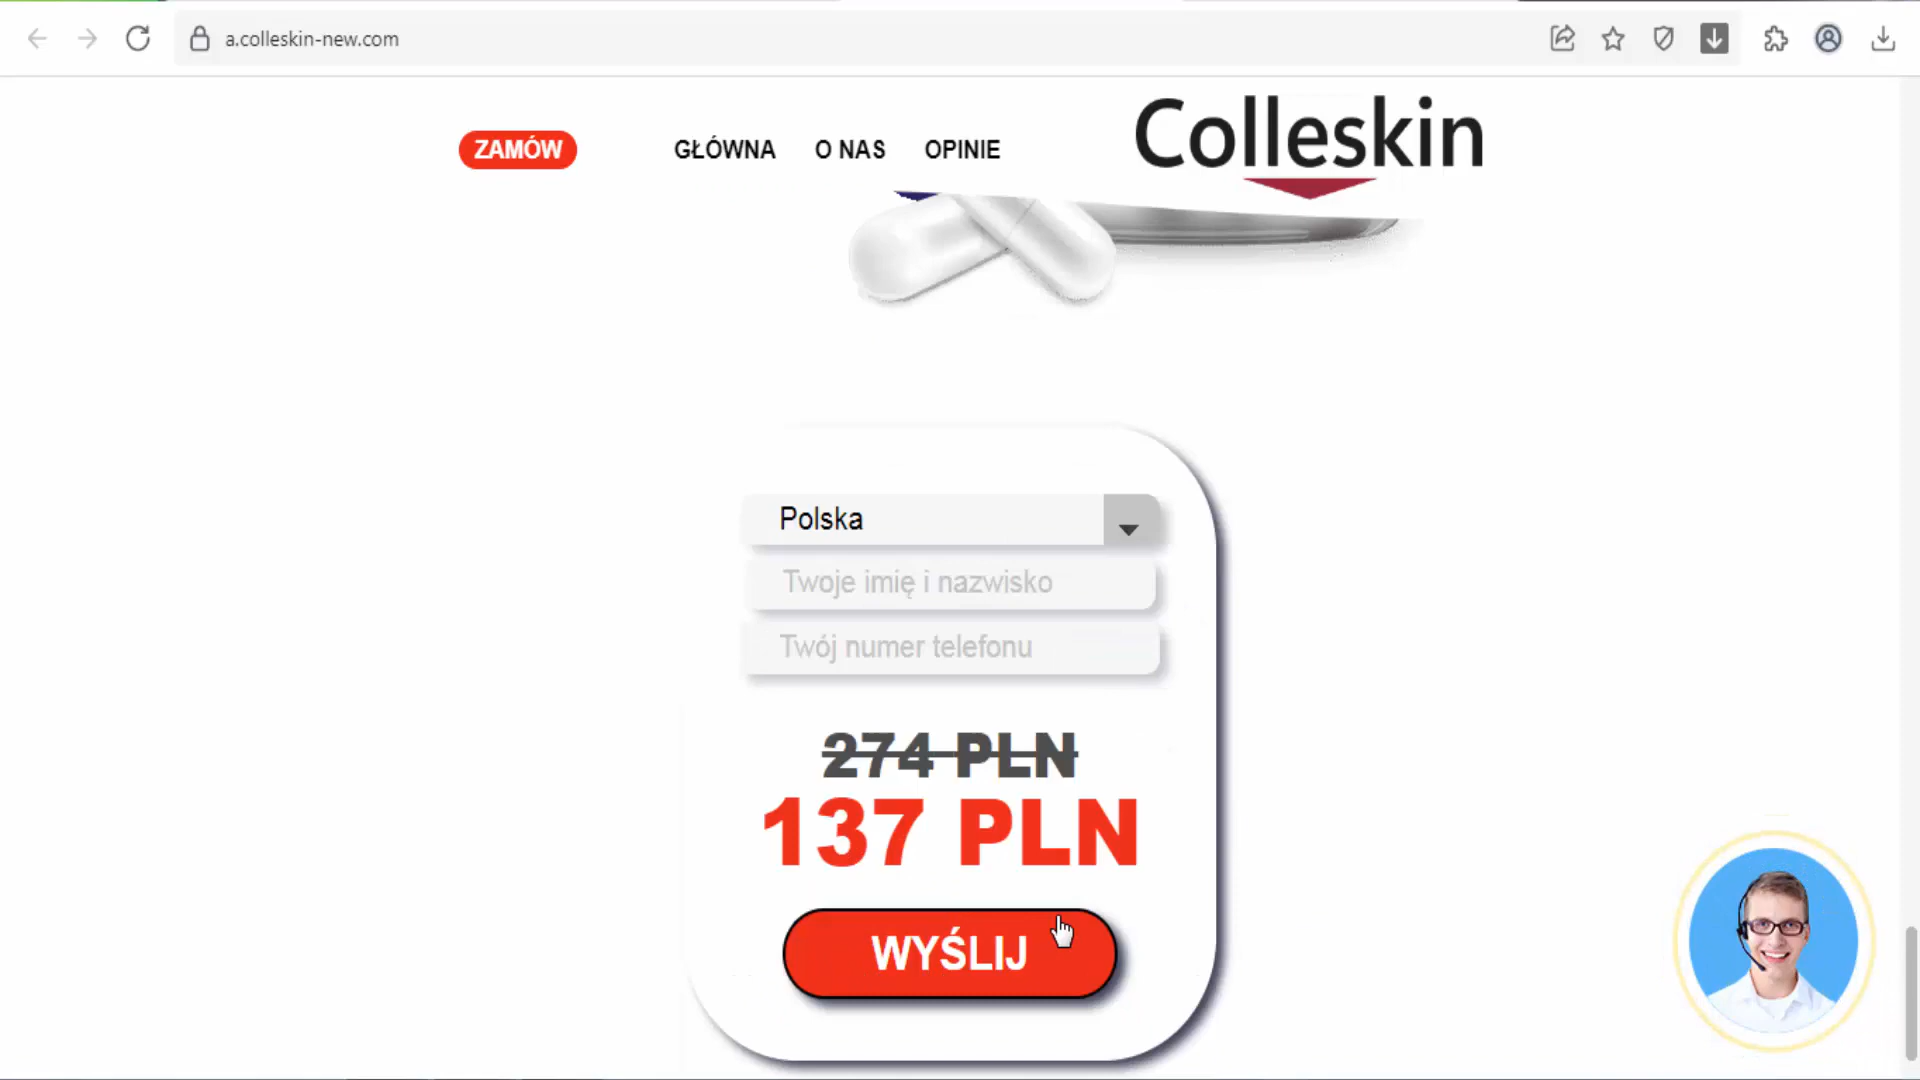 a.colleskin-new.com
ZAMÓW
GŁÓWNA
O NAS
OPINIE
Colleskin
Polska
Twoje imię i nazwisko
Twój numer telefonu
274 PLN
137 PLN
WYŚLIJ